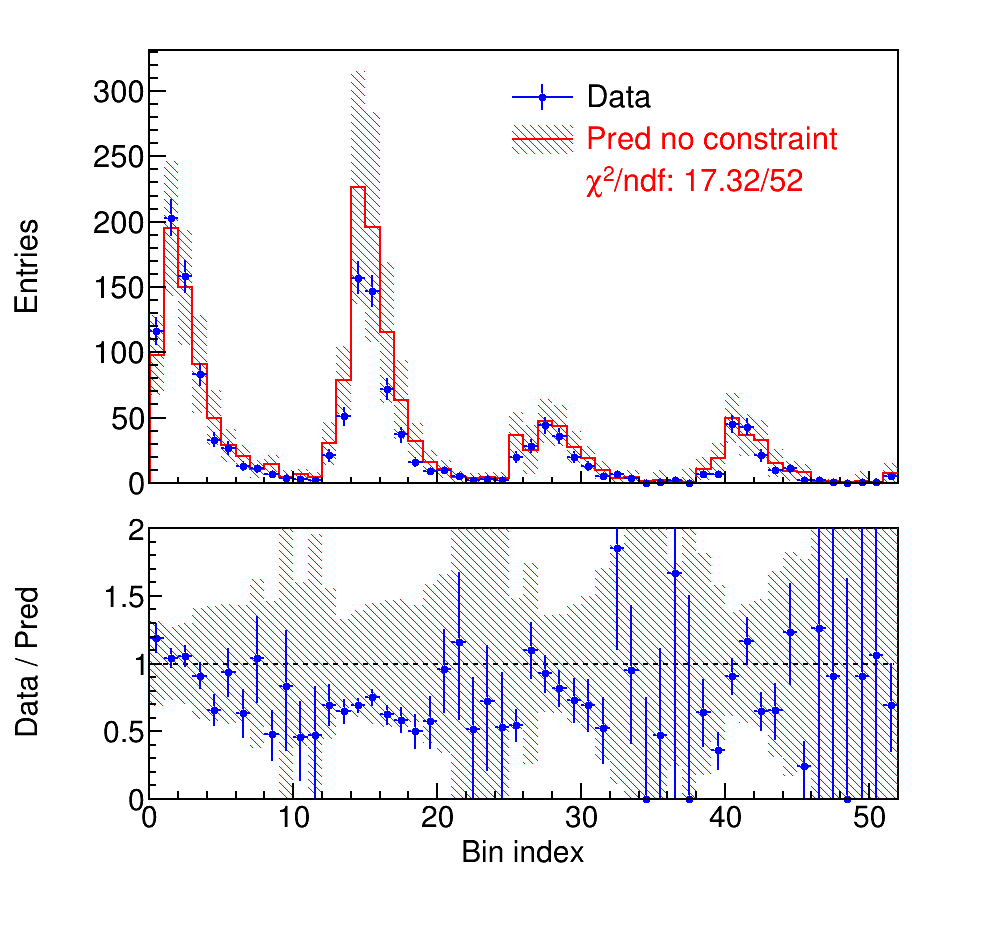 Entries
300
250
200
150
100
50
0
Data
Pred no constraint
χ²/ndf: 17.32/52
Data / Pred
2
1.5
1
0.5
0
0 10 20 30 40 50
Bin index